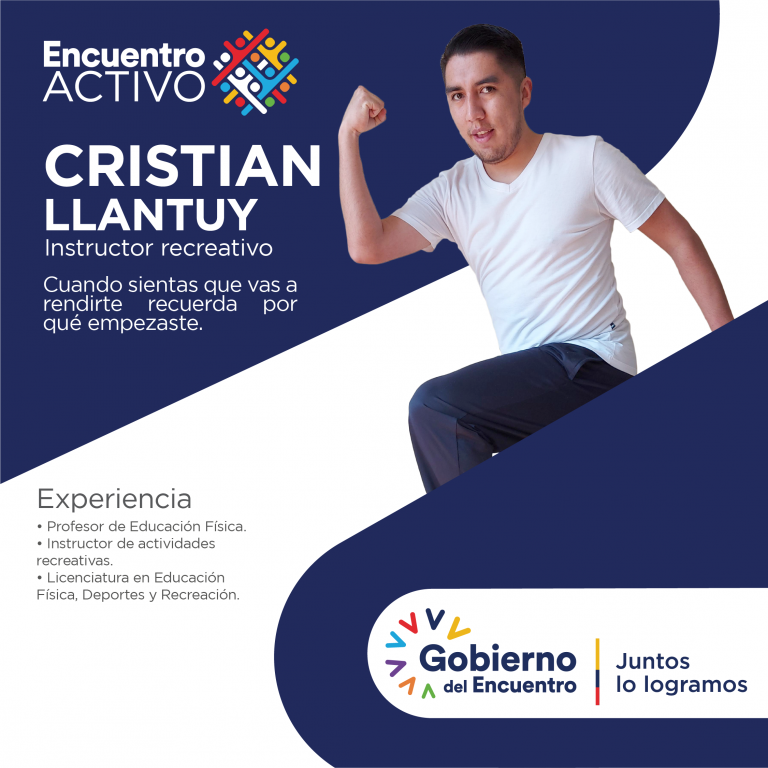 Encuentro
ACTIVO
CRISTIAN
LLANTUY
Instructor recreativo
Cuando sientas que vas a
rendirte recuerda por
qué empezaste.
Experiencia
• Profesor de Educación Física.
• Instructor de actividades
recreativas.
• Licenciatura en Educación
Física, Deportes y Recreación.
Gobierno
del Encuentro
Juntos
lo logramos